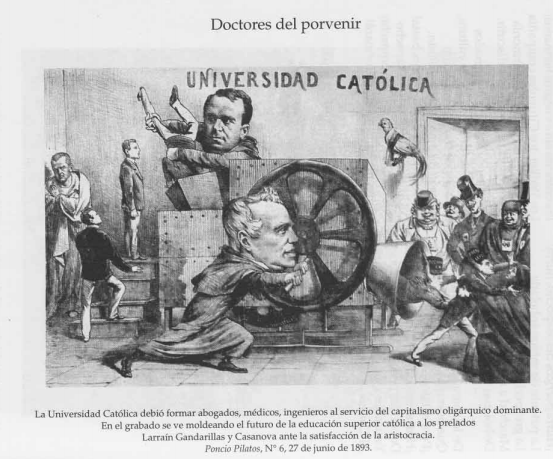 Doctores del porvenir
UNIVERSIDAD CATÓLICA
La Universidad Católica debió formar abogados, médicos, ingenieros al servicio del capitalismo oligárquico dominante.
En el grabado se ve moldeando el futuro de la educación superior católica a los prelados
Larraín Gandarillas y Casanova ante la satisfacción de la aristocracia.
Poncio Pilatos, N° 6, 27 de junio de 1893.